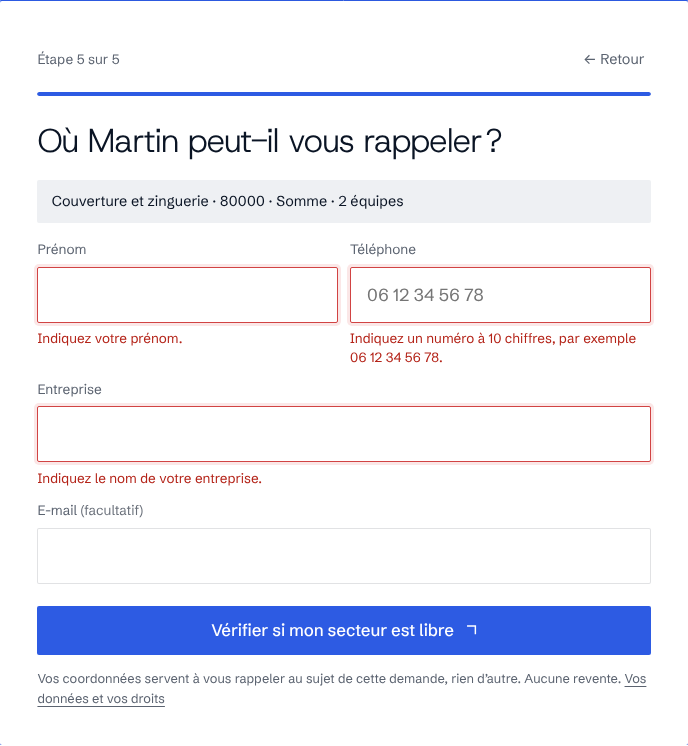 Étape 5 sur 5
← Retour
Où Martin peut-il vous rappeler ?
Couverture et zinguerie · 80000 · Somme · 2 équipes
Prénom
Téléphone
06 12 34 56 78
Indiquez votre prénom.
Indiquez un numéro à 10 chiffres, par exemple
06 12 34 56 78.
Entreprise
Indiquez le nom de votre entreprise.
E-mail (facultatif)
Vérifier si mon secteur est libre
Vos coordonnées servent à vous rappeler au sujet de cette demande, rien d’autre. Aucune revente. Vos
données et vos droits